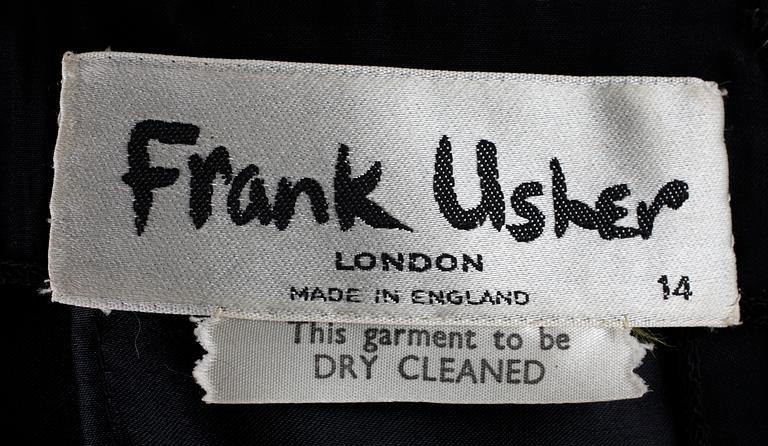 Frank Usher
LONDON
MADE IN ENGLAND
14
This garment to be
DRY CLEANED